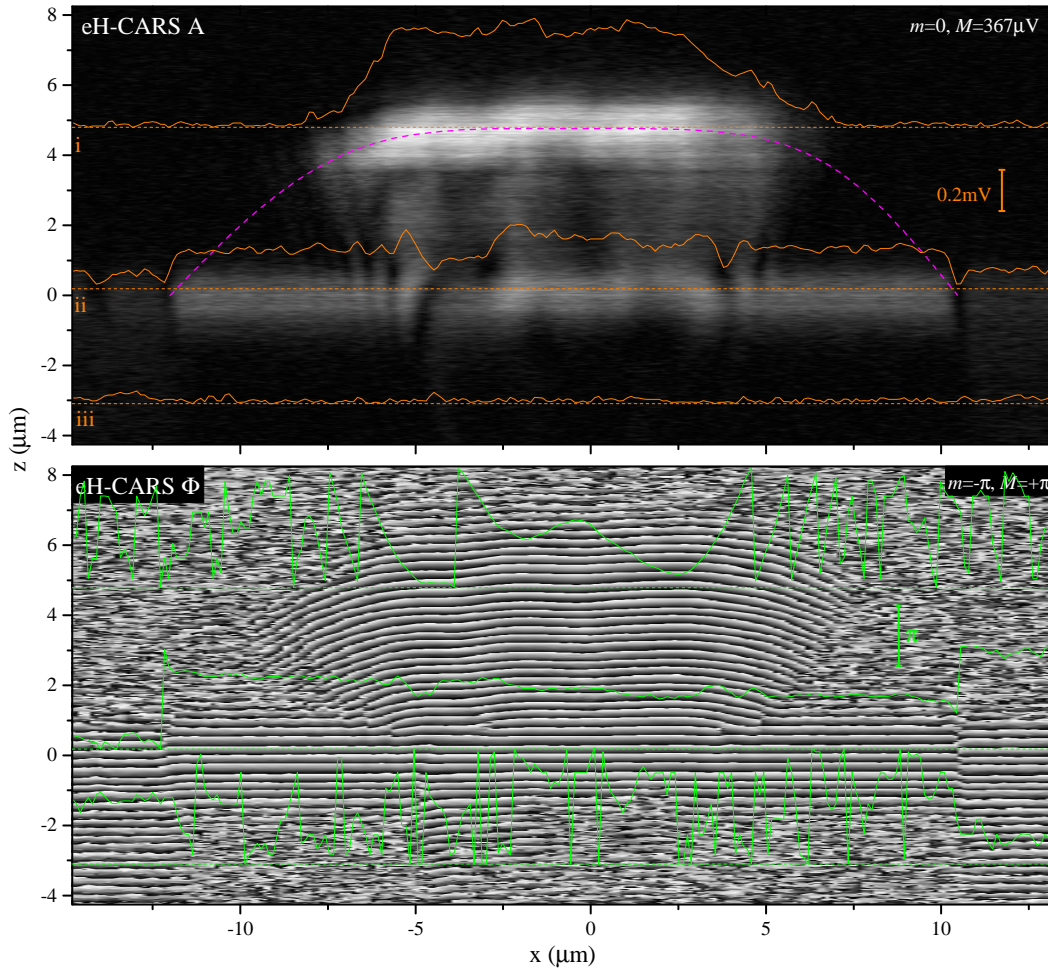 eH-CARS A
m=0, M=367μV
8
6
4
2
0
-2
-4
i
ii
iii
0.2mV
z (μm)
eH-CARS Φ
m=-π, M=+π
8
6
4
2
0
-2
-4
π
-10
-5
0
5
10
x (μm)